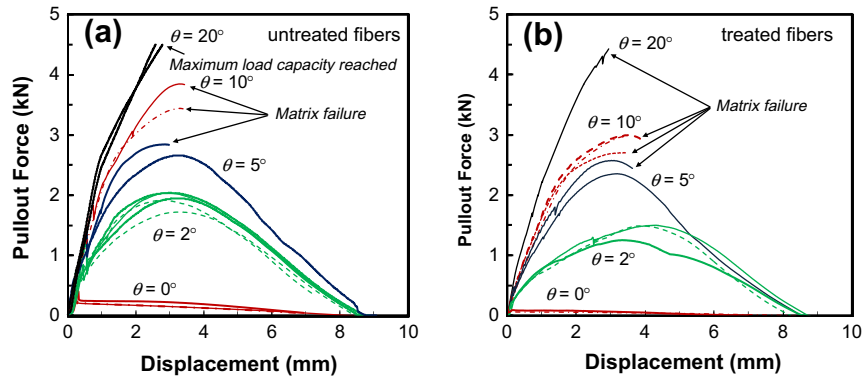 (a)
untreated fibers
θ = 20°
Maximum load capacity reached
θ = 10°
Matrix failure
θ = 5°
θ = 2°
θ = 0°
Pullout Force (kN)
5
4
3
2
1
0
0 2 4 6 8 10
Displacement (mm)
(b)
treated fibers
θ = 20°
Matrix failure
θ = 10°
θ = 5°
θ = 2°
θ = 0°
Pullout Force (kN)
5
4
3
2
1
0
0 2 4 6 8 10
Displacement (mm)